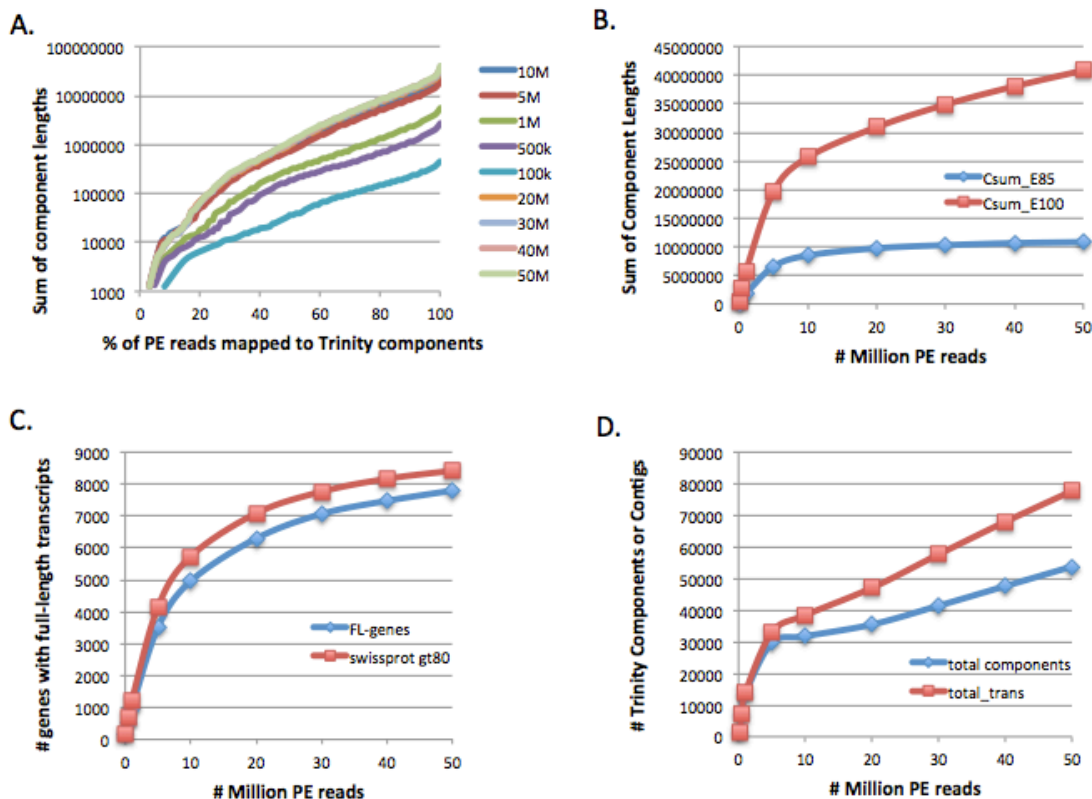 A.
Sum of component lengths
100000000
10000000
1000000
100000
10000
1000
0 20 40 60 80 100
% of PE reads mapped to Trinity components
10M
5M
1M
500k
100k
20M
30M
40M
50M
B.
Sum of Component Lengths
45000000
40000000
35000000
30000000
25000000
20000000
15000000
10000000
5000000
0
Csum_E85
Csum_E100
0 10 20 30 40 50
# Million PE reads
C.
#genes with full-length transcripts
9000
8000
7000
6000
5000
4000
3000
2000
1000
0
FL-genes
swissprot gt80
0 10 20 30 40 50
# Million PE reads
D.
# Trinity Components or Contigs
90000
80000
70000
60000
50000
40000
30000
20000
10000
0
total components
total_trans
0 10 20 30 40 50
# Million PE reads